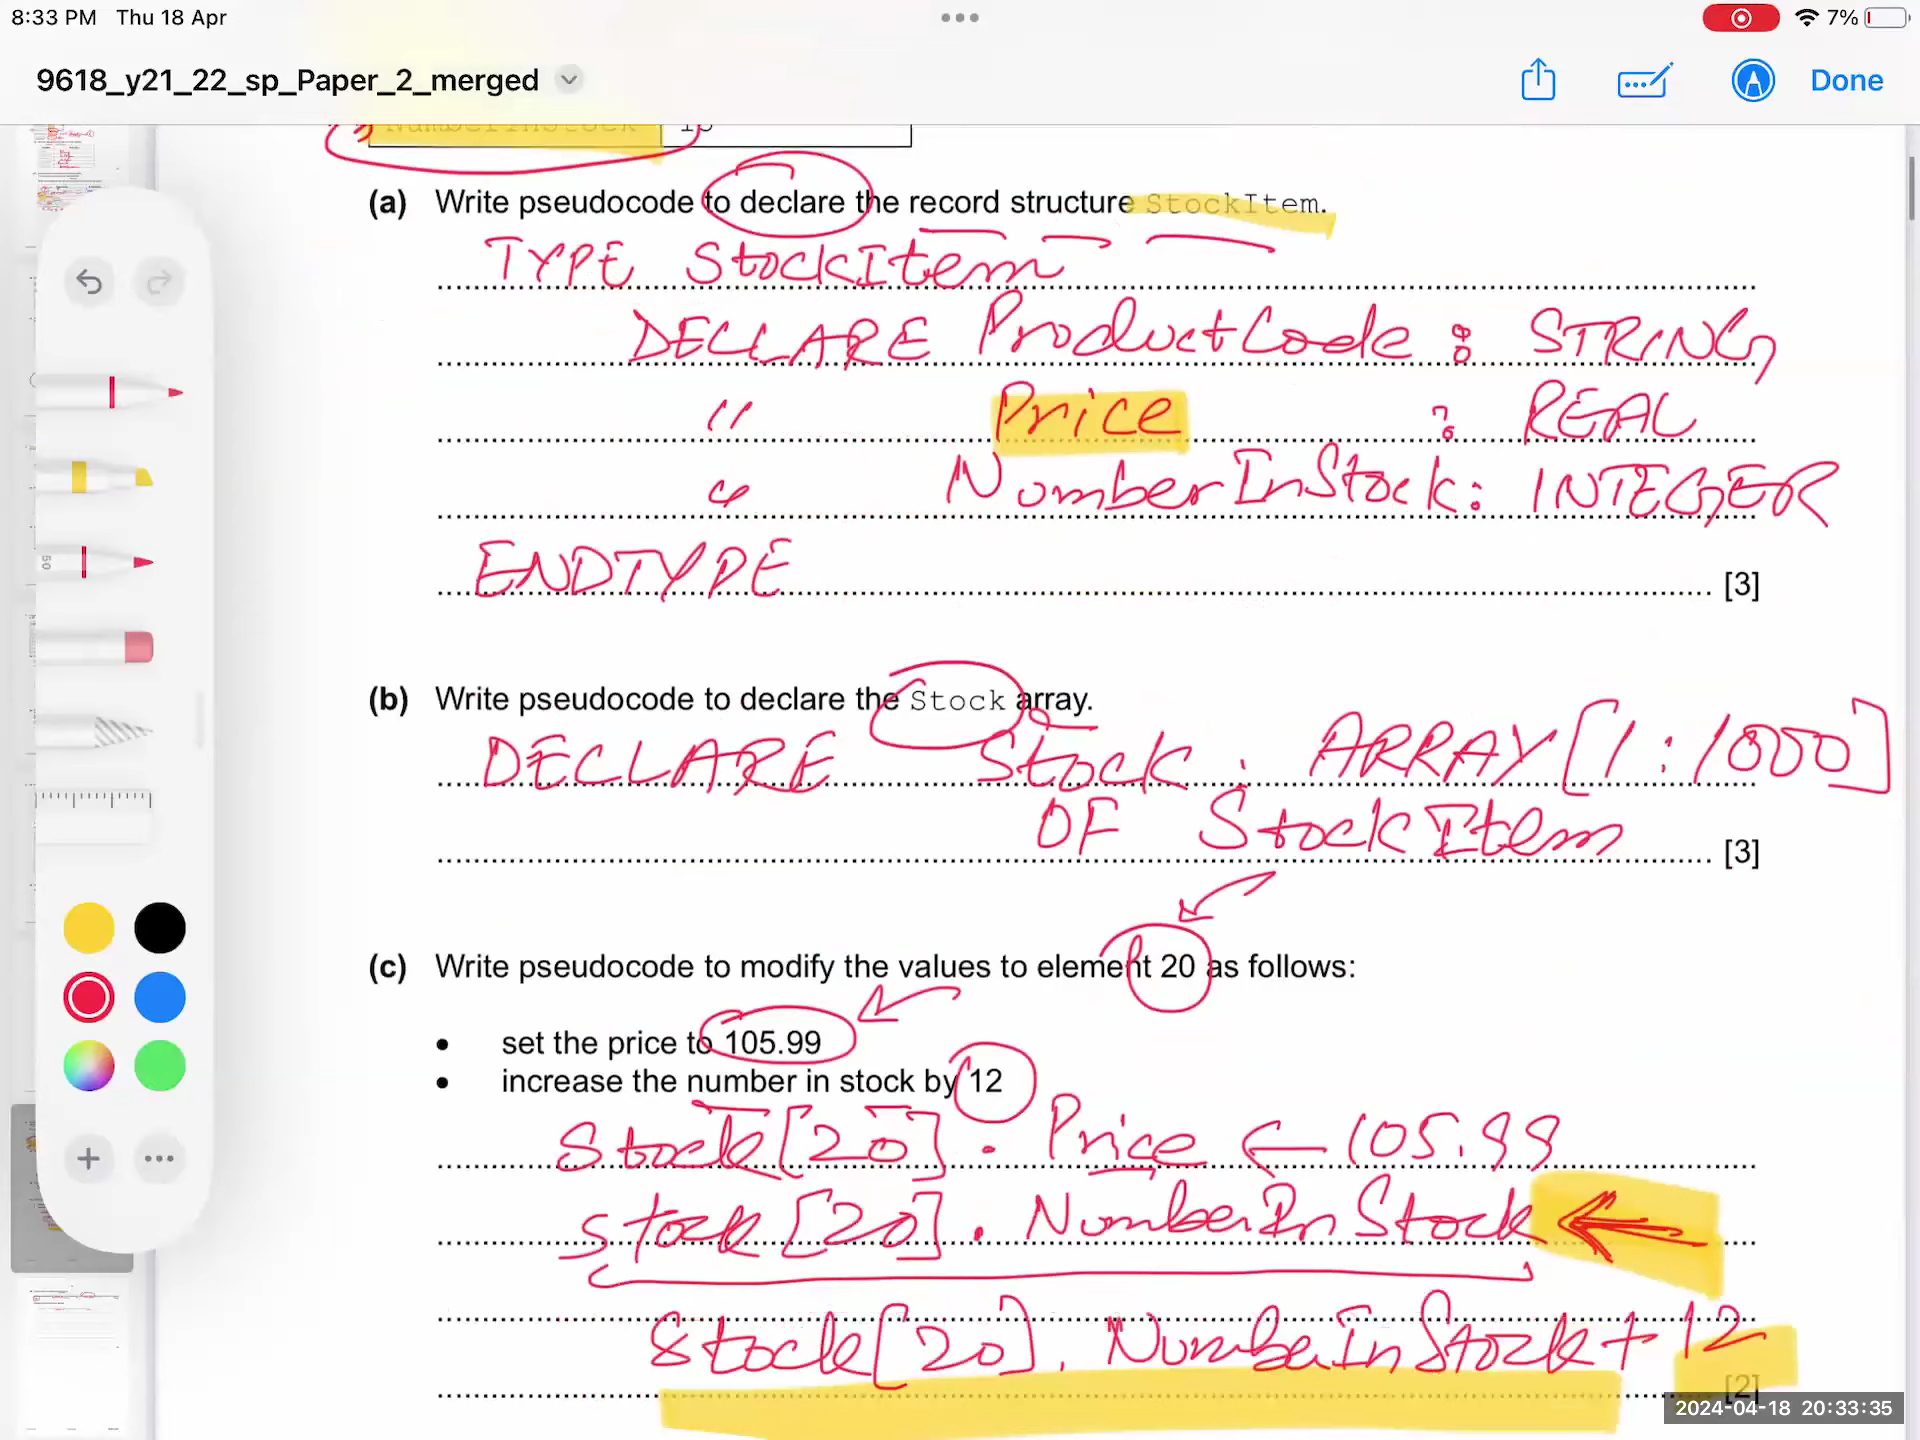 8:33 PM Thu 18 Apr
7%
9618_y21_22_sp_Paper_2_merged
Done
NumberInStock
(a) Write pseudocode to declare the record structure StockItem.
TYPE StockItem
DECLARE ProductCode : STRING
" Price : REAL
" NumberInStock : INTEGER
ENDTYPE
[3]
(b) Write pseudocode to declare the Stock array.
DECLARE Stock : ARRAY [1 : 1000]
OF StockItem
[3]
(c) Write pseudocode to modify the values to element 20 as follows:
• set the price to 105.99
• increase the number in stock by 12
Stock[20] . Price ← 105.99
Stock [20] . NumberInStock ←
Stock[20] . NumberInStock + 12
[2]
50
2024-04-18 20:33:35